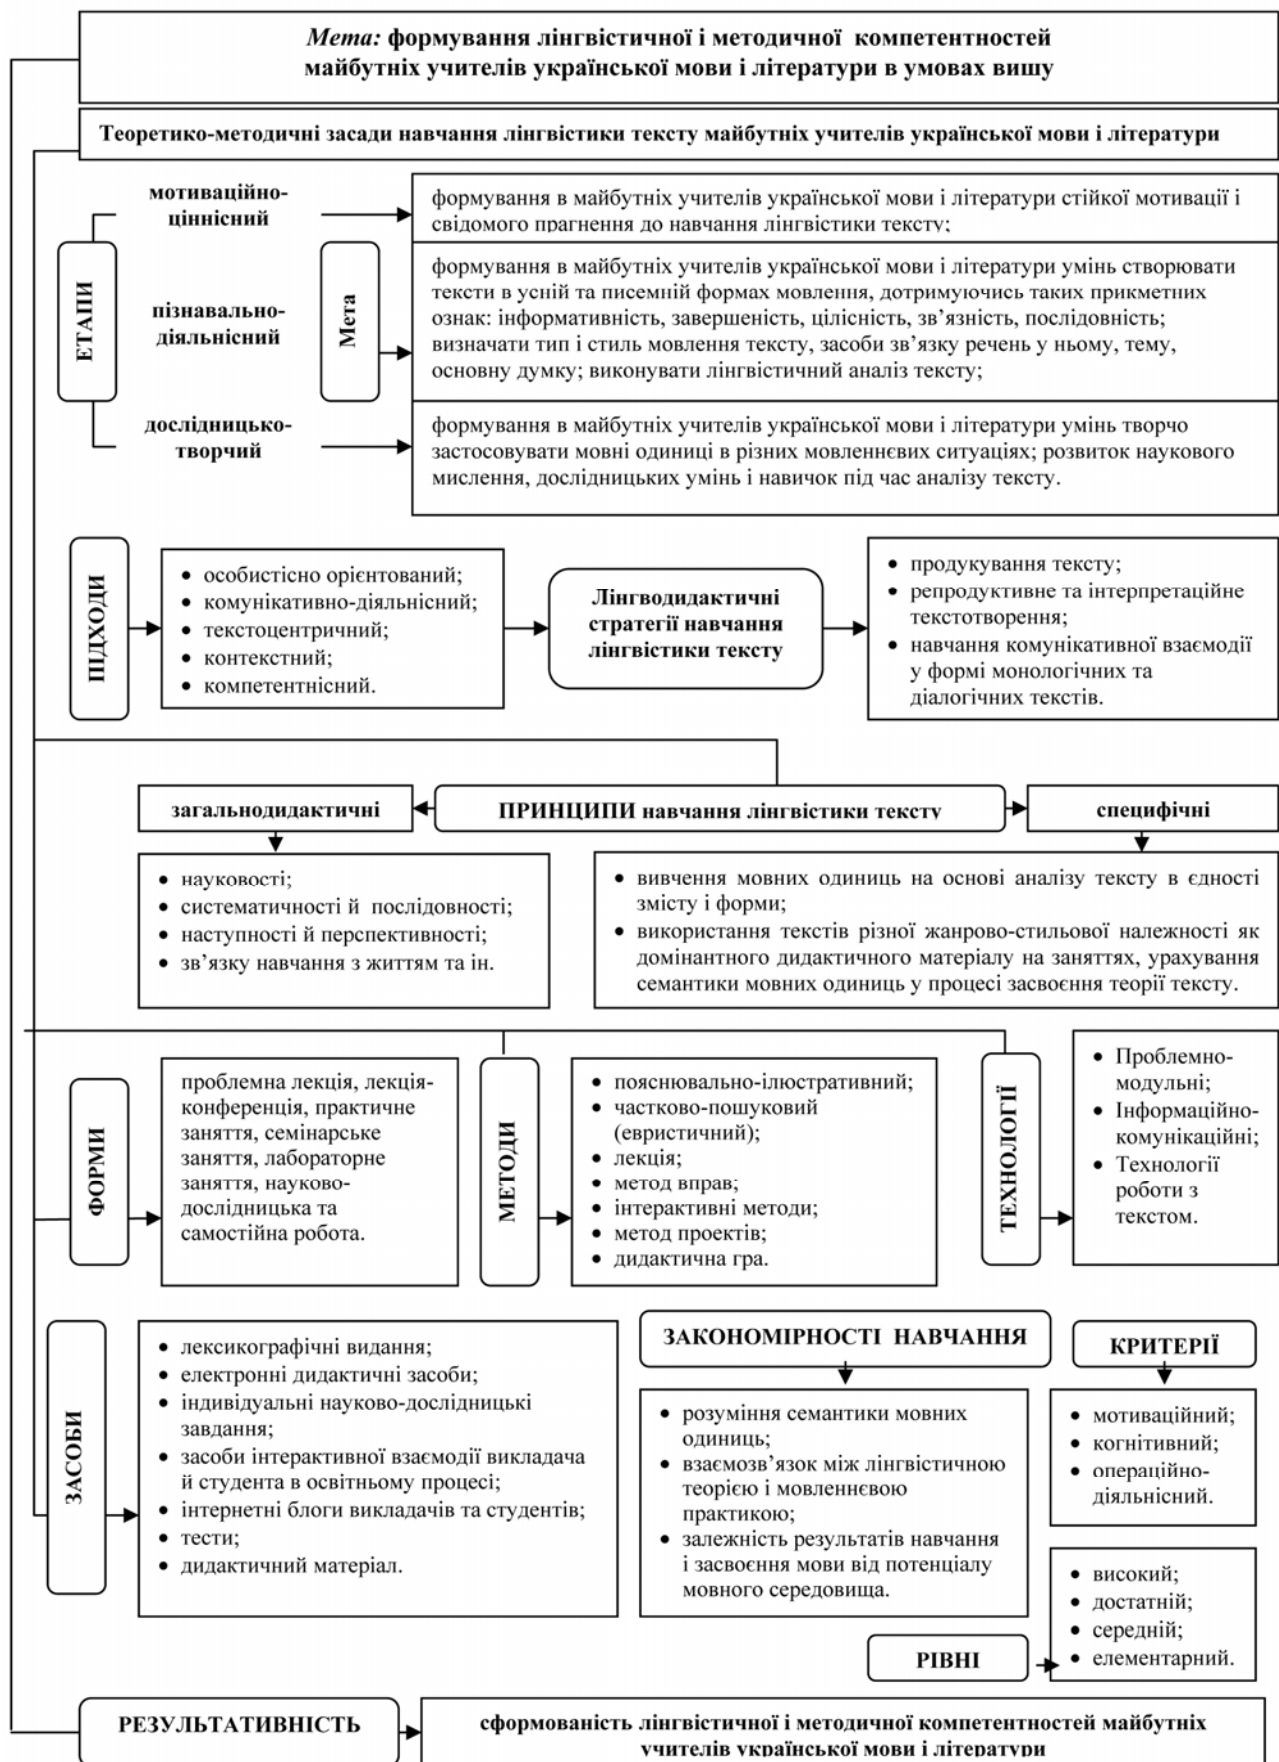 Мета: формування лінгвістичної і методичної компетентностей
майбутніх учителів української мови і літератури в умовах вишу
Теоретико-методичні засади навчання лінгвістики тексту майбутніх учителів української мови і літератури
ЕТАПИ
мотиваційно-
ціннісний
пізнавально-
діяльнісний
дослідницько-
творчий
Мета
формування в майбутніх учителів української мови і літератури стійкої мотивації і
свідомого прагнення до навчання лінгвістики тексту;
формування в майбутніх учителів української мови і літератури умінь створювати
тексти в усній та писемній формах мовлення, дотримуючись таких прикметних
ознак: інформативність, завершеність, цілісність, зв’язність, послідовність;
визначати тип і стиль мовлення тексту, засоби зв’язку речень у ньому, тему,
основну думку; виконувати лінгвістичний аналіз тексту;
формування в майбутніх учителів української мови і літератури умінь творчо
застосовувати мовні одиниці в різних мовленнєвих ситуаціях; розвиток наукового
мислення, дослідницьких умінь і навичок під час аналізу тексту.
ПІДХОДИ
• особистісно орієнтований;
• комунікативно-діяльнісний;
• текстоцентричний;
• контекстний;
• компетентнісний.
Лінгводидактичні
стратегії навчання
лінгвістики тексту
• продукування тексту;
• репродуктивне та інтерпретаційне
текстотворення;
• навчання комунікативної взаємодії
у формі монологічних та
діалогічних текстів.
загальнодидактичні
ПРИНЦИПИ навчання лінгвістики тексту
специфічні
• науковості;
• систематичності й послідовності;
• наступності й перспективності;
• зв’язку навчання з життям та ін.
• вивчення мовних одиниць на основі аналізу тексту в єдності
змісту і форми;
• використання текстів різної жанрово-стильової належності як
домінантного дидактичного матеріалу на заняттях, урахування
семантики мовних одиниць у процесі засвоєння теорії тексту.
ФОРМИ
проблемна лекція, лекція-
конференція, практичне
заняття, семінарське
заняття, лабораторне
заняття, науково-
дослідницька та
самостійна робота.
МЕТОДИ
• пояснювально-ілюстративний;
• частково-пошуковий
(евристичний);
• лекція;
• метод вправ;
• інтерактивні методи;
• метод проектів;
• дидактична гра.
ТЕХНОЛОГІЇ
• Проблемно-
модульні;
• Інформаційно-
комунікаційні;
• Технології
роботи з
текстом.
ЗАСОБИ
• лексикографічні видання;
• електронні дидактичні засоби;
• індивідуальні науково-дослідницькі
завдання;
• засоби інтерактивної взаємодії викладача
й студента в освітньому процесі;
• інтернетні блоги викладачів та студентів;
• тести;
• дидактичний матеріал.
ЗАКОНОМІРНОСТІ НАВЧАННЯ
• розуміння семантики мовних
одиниць;
• взаємозв’язок між лінгвістичною
теорією і мовленнєвою
практикою;
• залежність результатів навчання
і засвоєння мови від потенціалу
мовного середовища.
КРИТЕРІЇ
• мотиваційний;
• когнітивний;
• операційно-
діяльнісний.
РІВНІ
• високий;
• достатній;
• середній;
• елементарний.
РЕЗУЛЬТАТИВНІСТЬ
сформованість лінгвістичної і методичної компетентностей майбутніх
учителів української мови і літератури